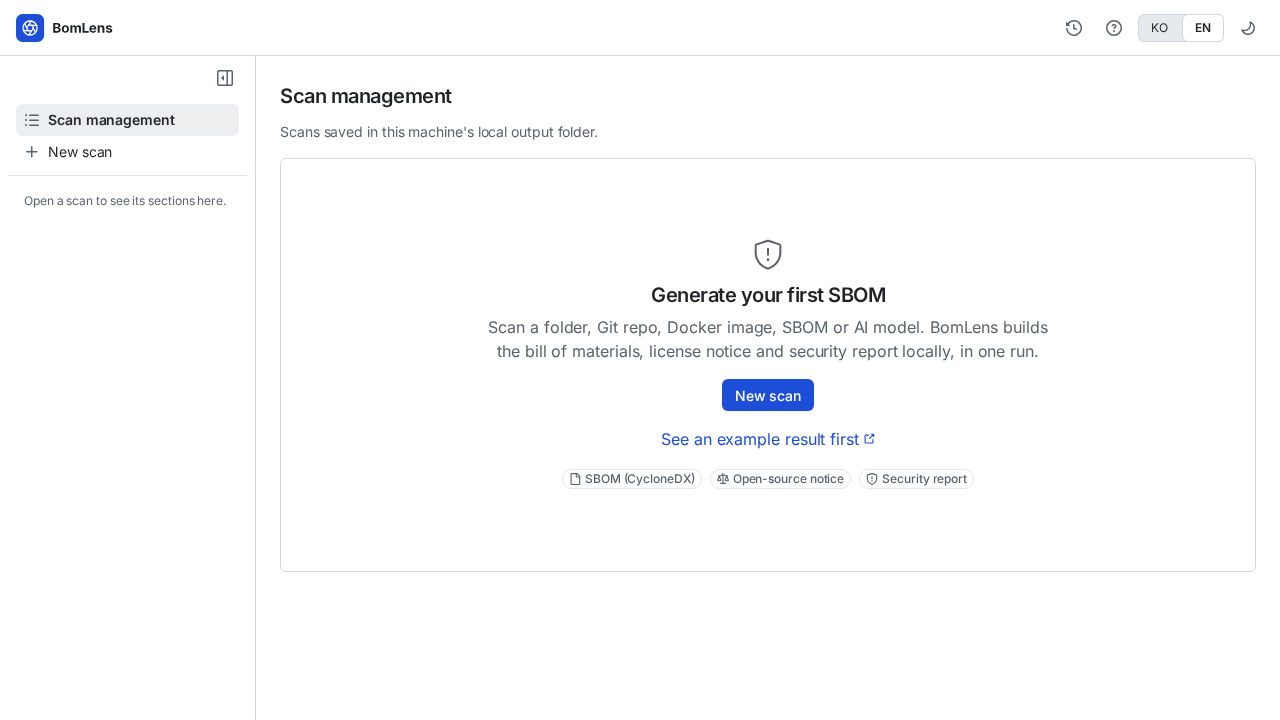 BomLens
KO
EN
Scan management
New scan
Open a scan to see its sections here.
Scan management
Scans saved in this machine's local output folder.
Generate your first SBOM
Scan a folder, Git repo, Docker image, SBOM or AI model. BomLens builds
the bill of materials, license notice and security report locally, in one run.
New scan
See an example result first
SBOM (CycloneDX)
Open-source notice
Security report